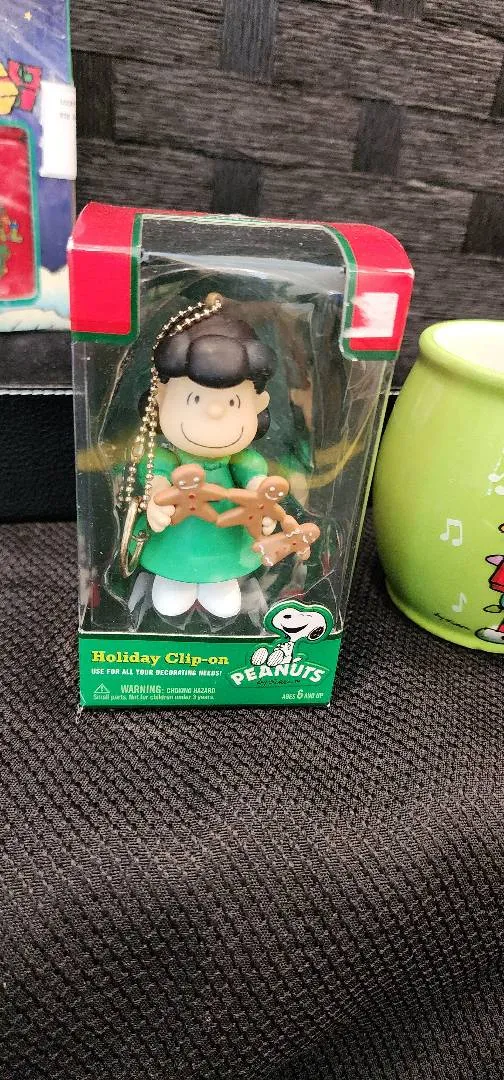 Holiday Clip-on
USE FOR ALL YOUR DECORATING NEEDS!
WARNING: CHOKING HAZARD
Small parts. Not for children under 3 years.
PEANUTS
AGES 6 AND UP